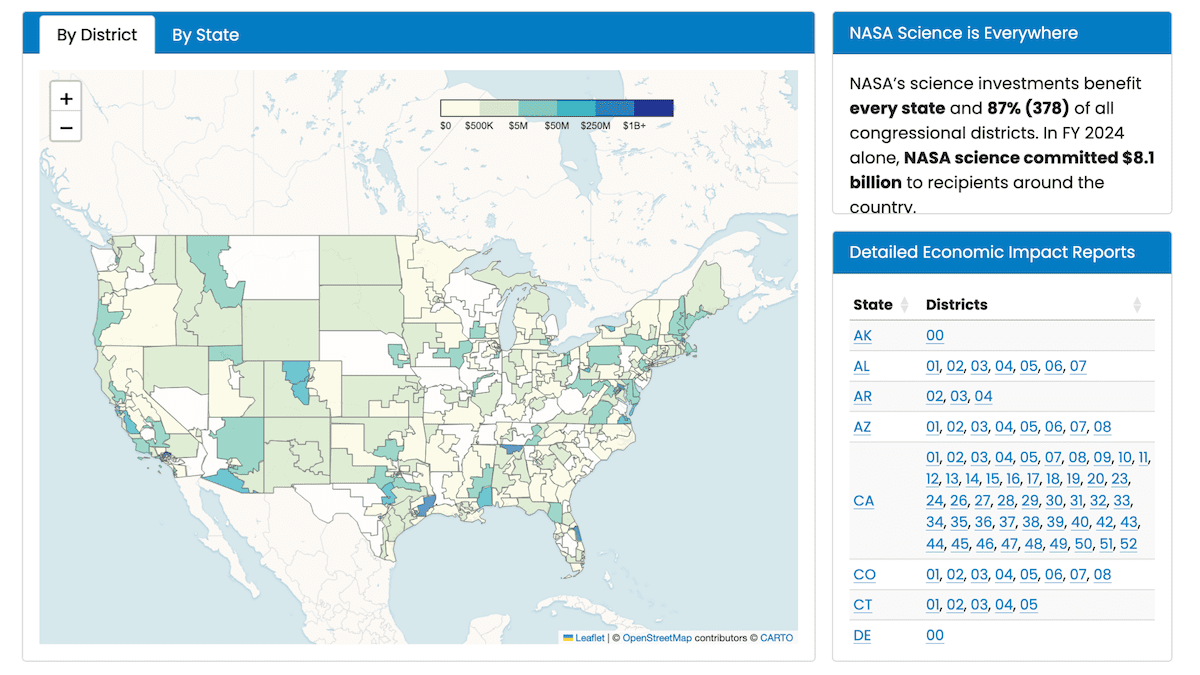 By District
By State
+
−
$0 $500K $5M $50M $250M $1B+
Leaflet | © OpenStreetMap contributors © CARTO
NASA Science is Everywhere
NASA’s science investments benefit
every state and 87% (378) of all
congressional districts. In FY 2024
alone, NASA science committed $8.1
billion to recipients around the
country.
Detailed Economic Impact Reports
State Districts
AK 00
AL 01, 02, 03, 04, 05, 06, 07
AR 02, 03, 04
AZ 01, 02, 03, 04, 05, 06, 07, 08
CA 01, 02, 03, 04, 05, 07, 08, 09, 10, 11,
12, 13, 14, 15, 16, 17, 18, 19, 20, 23,
24, 26, 27, 28, 29, 30, 31, 32, 33,
34, 35, 36, 37, 38, 39, 40, 42, 43,
44, 45, 46, 47, 48, 49, 50, 51, 52
CO 01, 02, 03, 04, 05, 06, 07, 08
CT 01, 02, 03, 04, 05
DE 00